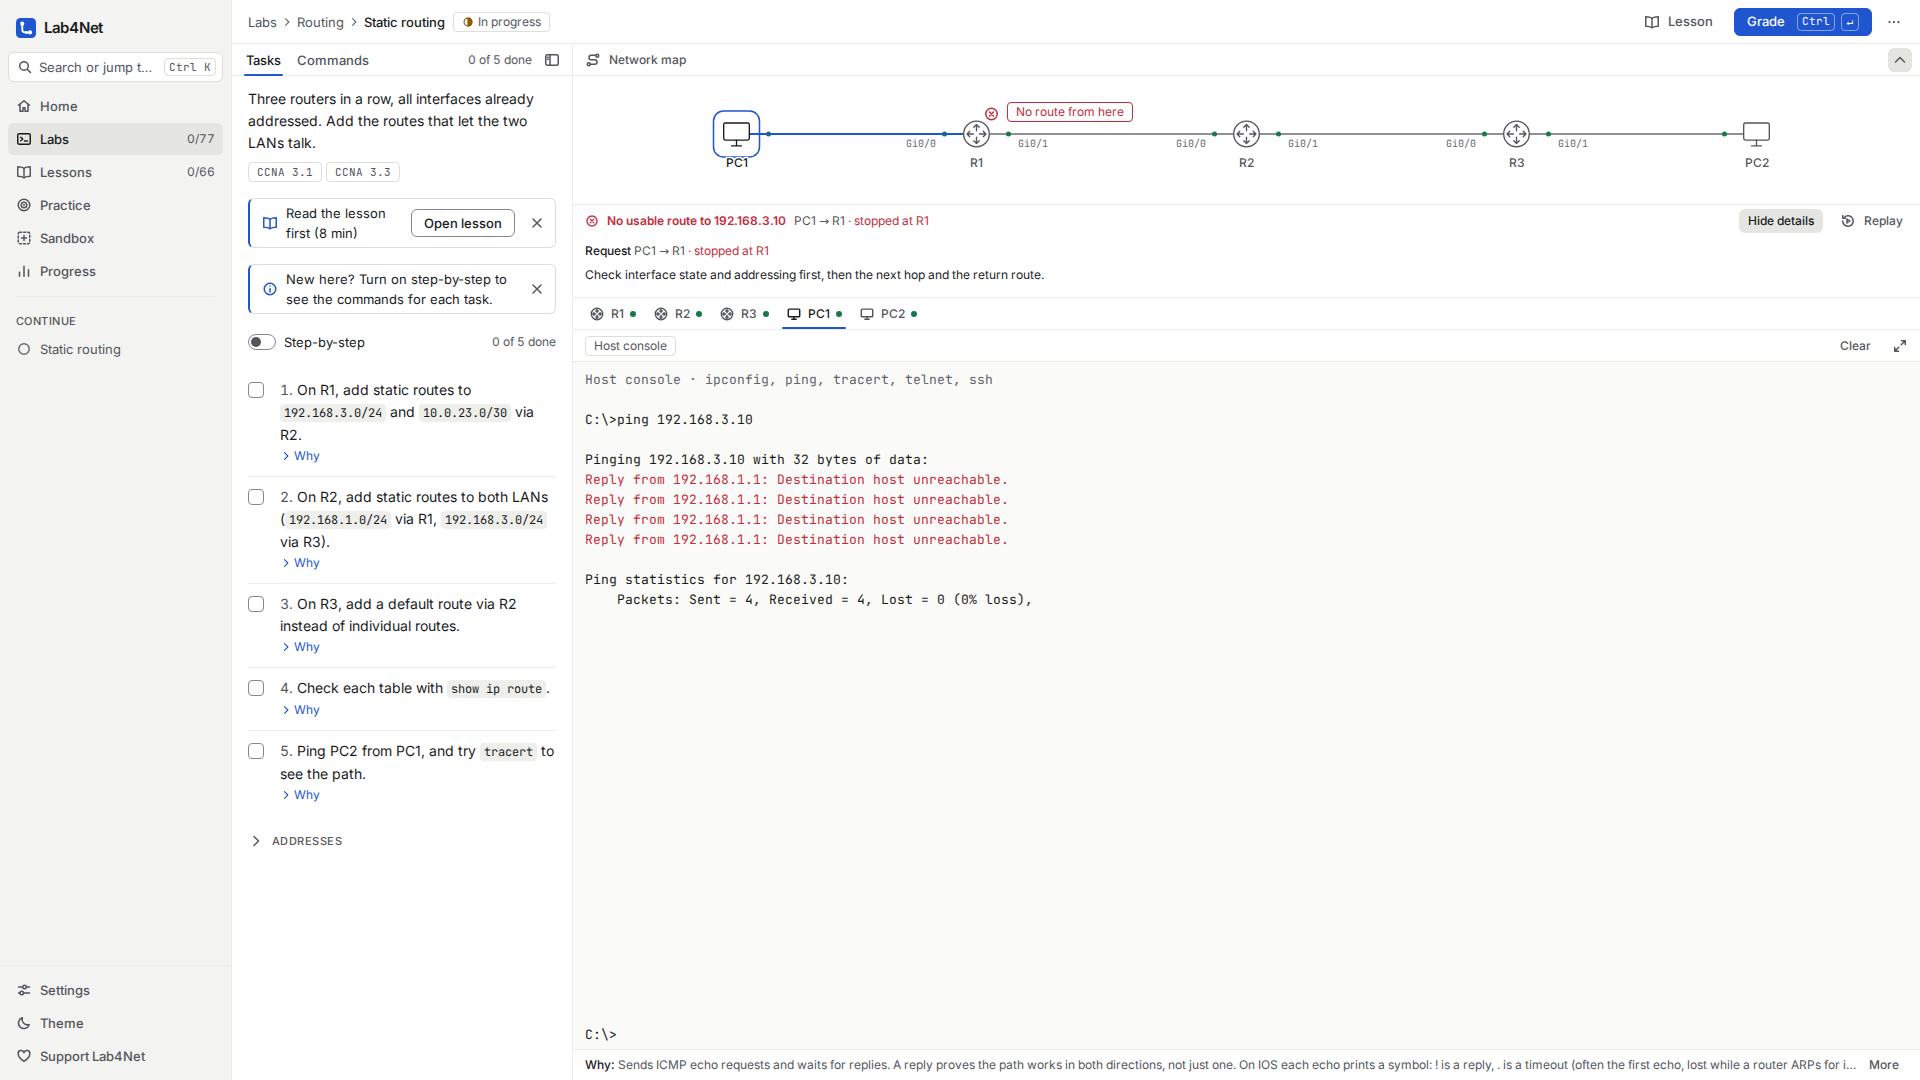 Lab4Net
Search or jump t... Ctrl K
Home
Labs 0/77
Lessons 0/66
Practice
Sandbox
Progress
CONTINUE
Static routing
Settings
Theme
Support Lab4Net
Labs > Routing > Static routing In progress
Lesson Grade Ctrl ↵ ...
Tasks Commands 0 of 5 done
Three routers in a row, all interfaces already
addressed. Add the routes that let the two
LANs talk.
CCNA 3.1 CCNA 3.3
Read the lesson
first (8 min)
Open lesson
New here? Turn on step-by-step to
see the commands for each task.
Step-by-step 0 of 5 done
1. On R1, add static routes to
192.168.3.0/24 and 10.0.23.0/30 via
R2.
> Why
2. On R2, add static routes to both LANs
(192.168.1.0/24 via R1, 192.168.3.0/24
via R3).
> Why
3. On R3, add a default route via R2
instead of individual routes.
> Why
4. Check each table with show ip route.
> Why
5. Ping PC2 from PC1, and try tracert to
see the path.
> Why
> ADDRESSES
Network map
No route from here
Gi0/0 Gi0/1 Gi0/0 Gi0/1 Gi0/0 Gi0/1
PC1 R1 R2 R3 PC2
No usable route to 192.168.3.10 PC1 → R1 · stopped at R1
Hide details Replay
Request PC1 → R1 · stopped at R1
Check interface state and addressing first, then the next hop and the return route.
R1 R2 R3 PC1 PC2
Host console Clear
Host console · ipconfig, ping, tracert, telnet, ssh
C:\>ping 192.168.3.10
Pinging 192.168.3.10 with 32 bytes of data:
Reply from 192.168.1.1: Destination host unreachable.
Reply from 192.168.1.1: Destination host unreachable.
Reply from 192.168.1.1: Destination host unreachable.
Reply from 192.168.1.1: Destination host unreachable.
Ping statistics for 192.168.3.10:
Packets: Sent = 4, Received = 4, Lost = 0 (0% loss),
C:\>
Why: Sends ICMP echo requests and waits for replies. A reply proves the path works in both directions, not just one. On IOS each echo prints a symbol: ! is a reply, . is a timeout (often the first echo, lost while a router ARPs for i... More